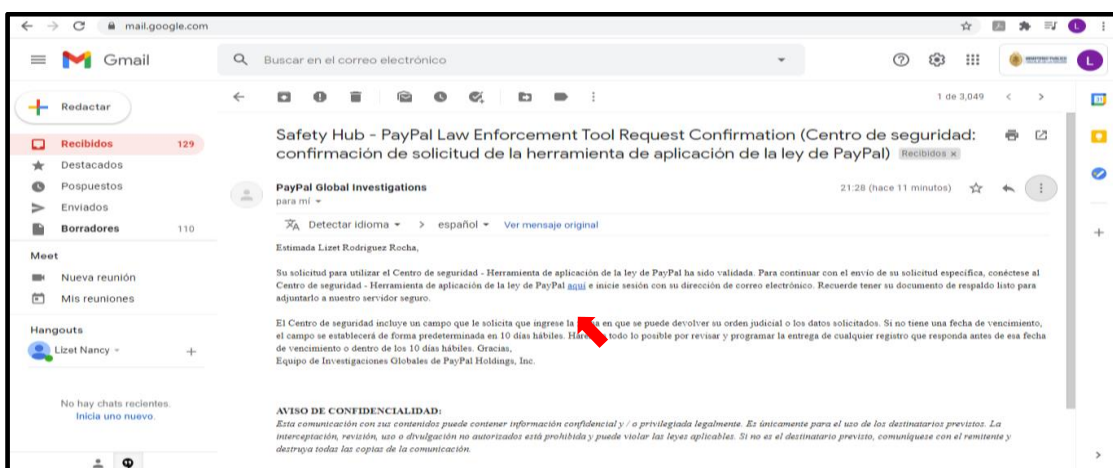 mail.google.com
L
Gmail
Buscar en el correo electrónico
MINISTERIO PÚBLICO
L
Redactar
1 de 3,049
Recibidos 129
Destacados
Pospuestos
Enviados
Borradores 110
Meet
Nueva reunión
Mis reuniones
Hangouts
Lizet Nancy
No hay chats recientes.
Inicia uno nuevo.
Safety Hub - PayPal Law Enforcement Tool Request Confirmation (Centro de seguridad:
confirmación de solicitud de la herramienta de aplicación de la ley de PayPal) Recibidos x
PayPal Global Investigations 21:28 (hace 11 minutos)
para mí
Detectar idioma > español Ver mensaje original
Estimada Lizet Rodriguez Rocha,
Su solicitud para utilizar el Centro de seguridad - Herramienta de aplicación de la ley de PayPal ha sido validada. Para continuar con el envío de su solicitud específica, conéctese al
Centro de seguridad - Herramienta de aplicación de la ley de PayPal aquí e inicie sesión con su dirección de correo electrónico. Recuerde tener su documento de respaldo listo para
adjuntarlo a nuestro servidor seguro.
El Centro de seguridad incluye un campo que le solicita que ingrese la en que se puede devolver su orden judicial o los datos solicitados. Si no tiene una fecha de vencimiento,
el campo se establecerá de forma predeterminada en 10 días hábiles. todo lo posible por revisar y programar la entrega de cualquier registro que responda antes de esa fecha
de vencimiento o dentro de los 10 días hábiles. Gracias,
Equipo de Investigaciones Globales de PayPal Holdings, Inc.
AVISO DE CONFIDENCIALIDAD:
Esta comunicación con sus contenidos puede contener información confidencial y / o privilegiada legalmente. Es únicamente para el uso de los destinatarios previstos. La
interceptación, revisión, uso o divulgación no autorizados está prohibida y puede violar las leyes aplicables. Si no es el destinatario previsto, comuníquese con el remitente y
destruya todas las copias de la comunicación.